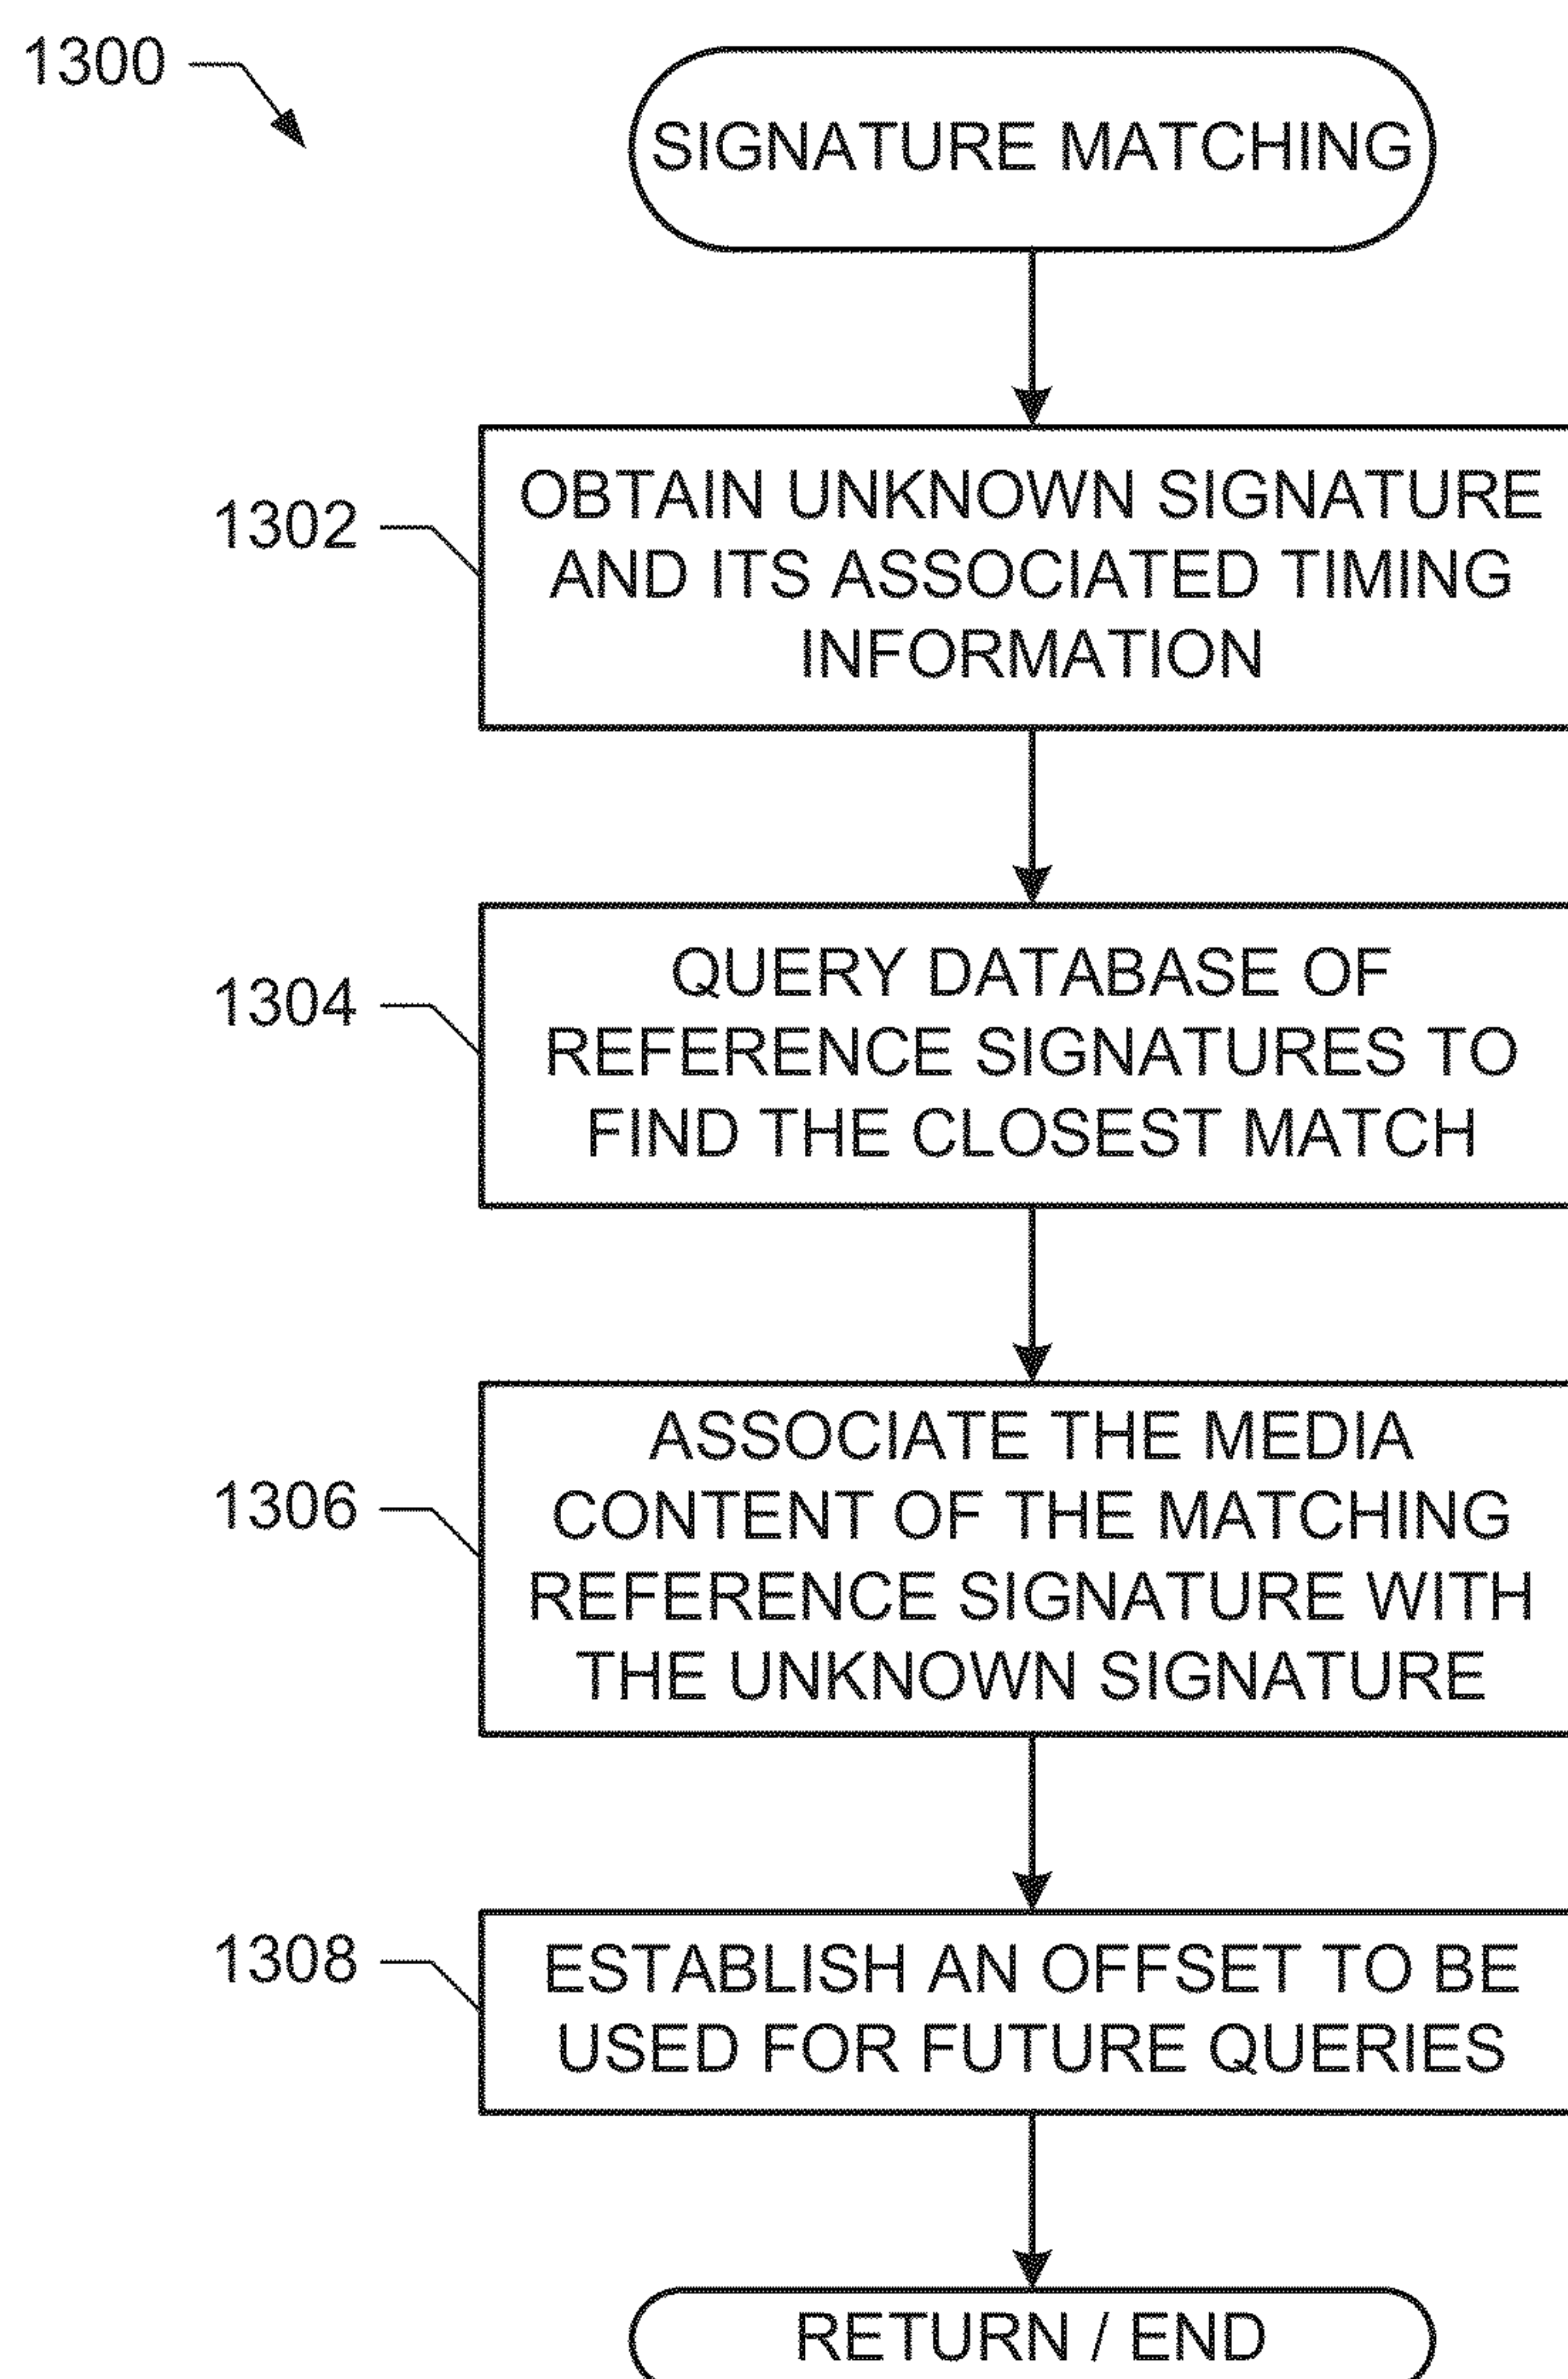 1300
SIGNATURE MATCHING
1302
OBTAIN UNKNOWN SIGNATURE
AND ITS ASSOCIATED TIMING
INFORMATION
1304
QUERY DATABASE OF
REFERENCE SIGNATURES TO
FIND THE CLOSEST MATCH
1306
ASSOCIATE THE MEDIA
CONTENT OF THE MATCHING
REFERENCE SIGNATURE WITH
THE UNKNOWN SIGNATURE
1308
ESTABLISH AN OFFSET TO BE
USED FOR FUTURE QUERIES
RETURN / END